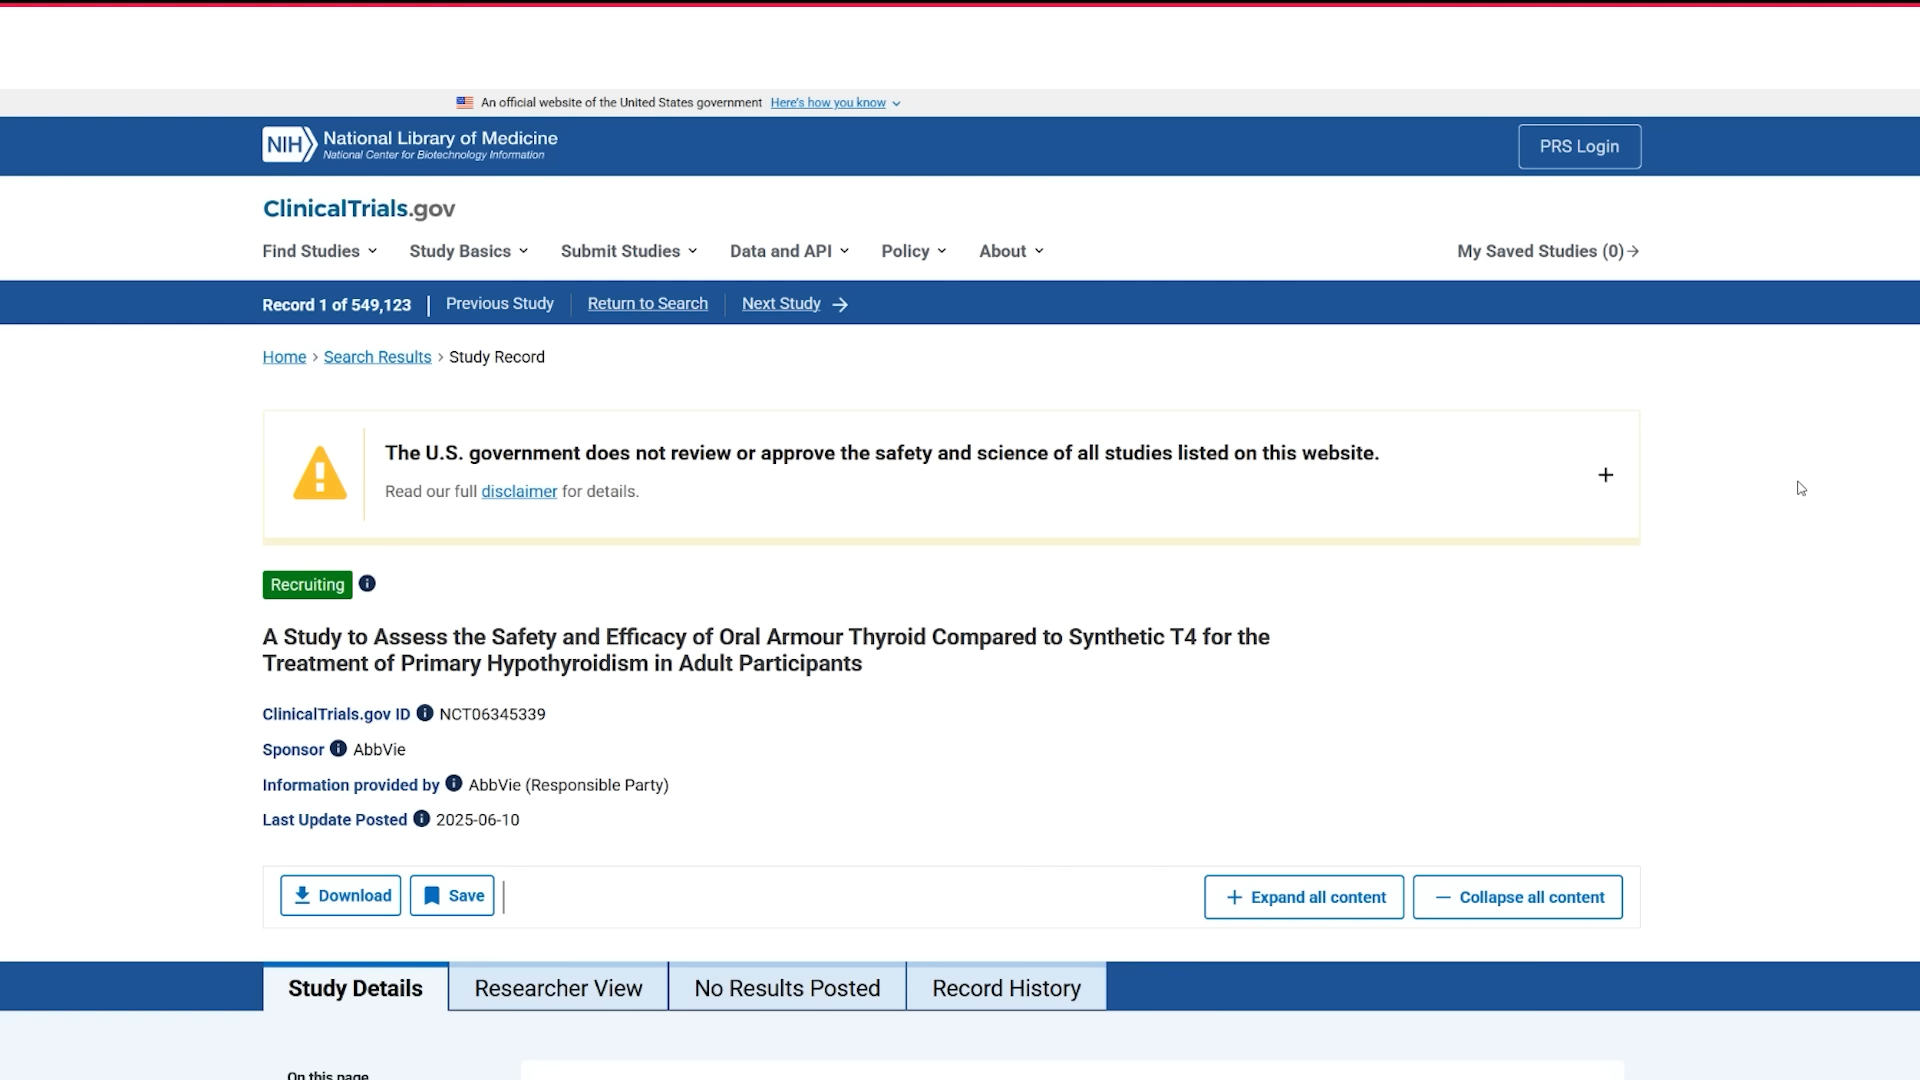 An official website of the United States government Here's how you know
NIH National Library of Medicine
National Center for Biotechnology Information
PRS Login
ClinicalTrials.gov
Find Studies Study Basics Submit Studies Data and API Policy About My Saved Studies (0)
Record 1 of 549,123 | Previous Study Return to Search Next Study
Home › Search Results › Study Record
The U.S. government does not review or approve the safety and science of all studies listed on this website.
Read our full disclaimer for details.
Recruiting
A Study to Assess the Safety and Efficacy of Oral Armour Thyroid Compared to Synthetic T4 for the
Treatment of Primary Hypothyroidism in Adult Participants
ClinicalTrials.gov ID NCT06345339
Sponsor AbbVie
Information provided by AbbVie (Responsible Party)
Last Update Posted 2025-06-10
Download Save Expand all content Collapse all content
Study Details Researcher View No Results Posted Record History
On this page